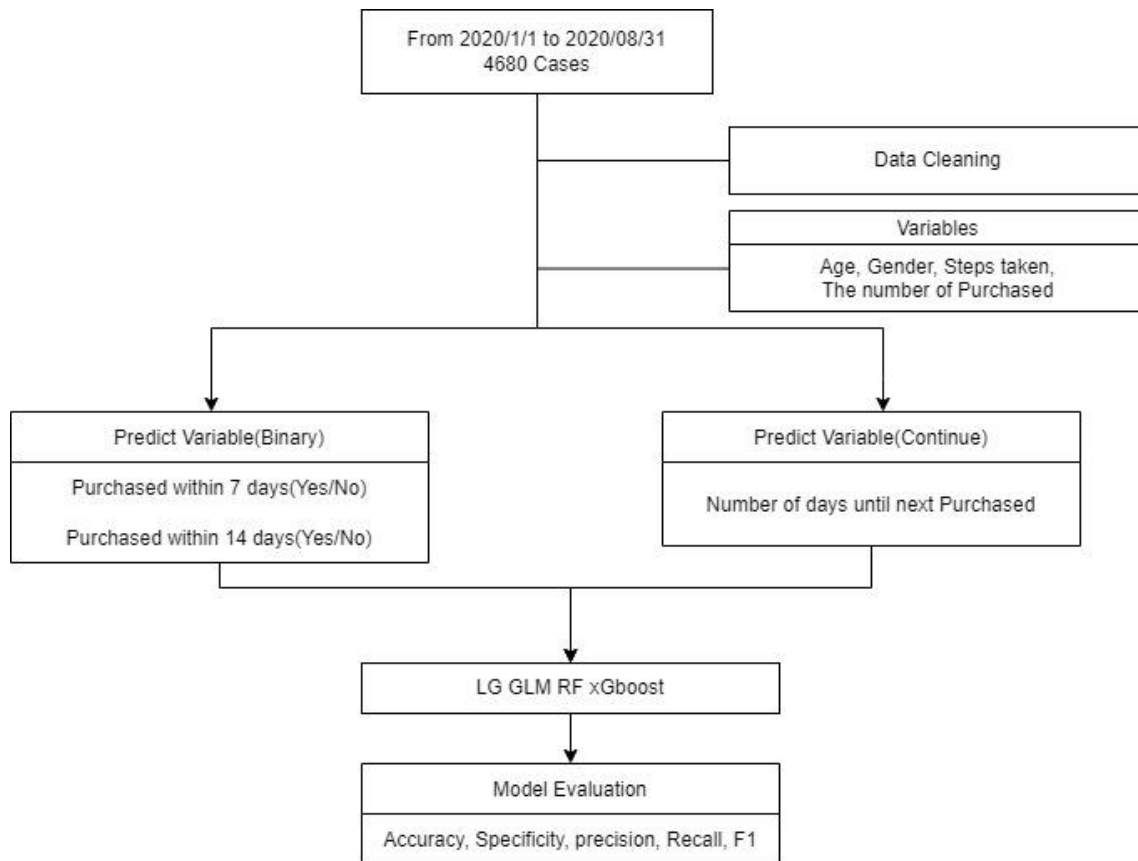 From 2020/1/1 to 2020/08/31
4680 Cases
Data Cleaning
Variables
Age, Gender, Steps taken,
The number of Purchased
Predict Variable(Binary)
Purchased within 7 days(Yes/No)
Purchased within 14 days(Yes/No)
Predict Variable(Continue)
Number of days until next Purchased
LG GLM RF xGboost
Model Evaluation
Accuracy, Specificity, precision, Recall, F1